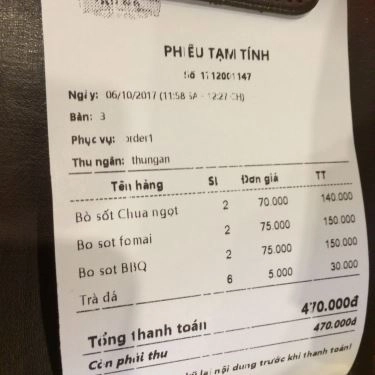 PHIẾU TẠM TÍNH
Số 1712001147
Ngày: 06/10/2017 (11:58 SA - 12:27 CH)
Bàn: 3
Phục vụ: order1
Thu ngân: thungan
Tên hàng Sl Đơn giá TT
Bò sốt Chua ngọt 2 70.000 140.000
Bo sot fomai 2 75.000 150.000
Bo sot BBQ 2 75.000 150.000
Trà đá 6 5.000 30.000
Tổng thanh toán 470.000đ
Còn phải thu 470.000đ
lại nội dung trước khi thanh toán!